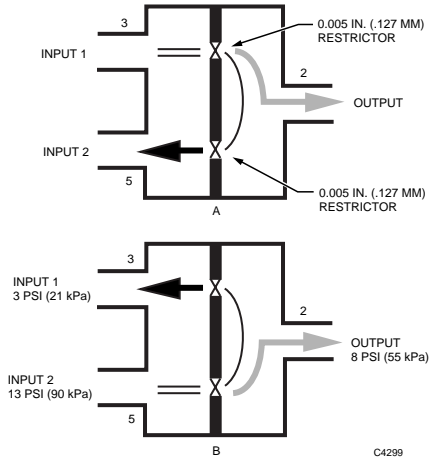 3
0.005 IN. (.127 MM)
RESTRICTOR
INPUT 1
2
OUTPUT
INPUT 2
5
0.005 IN. (.127 MM)
RESTRICTOR
A
3
INPUT 1
3 PSI (21 kPa)
2
OUTPUT
8 PSI (55 kPa)
INPUT 2
13 PSI (90 kPa)
5
B
C4299